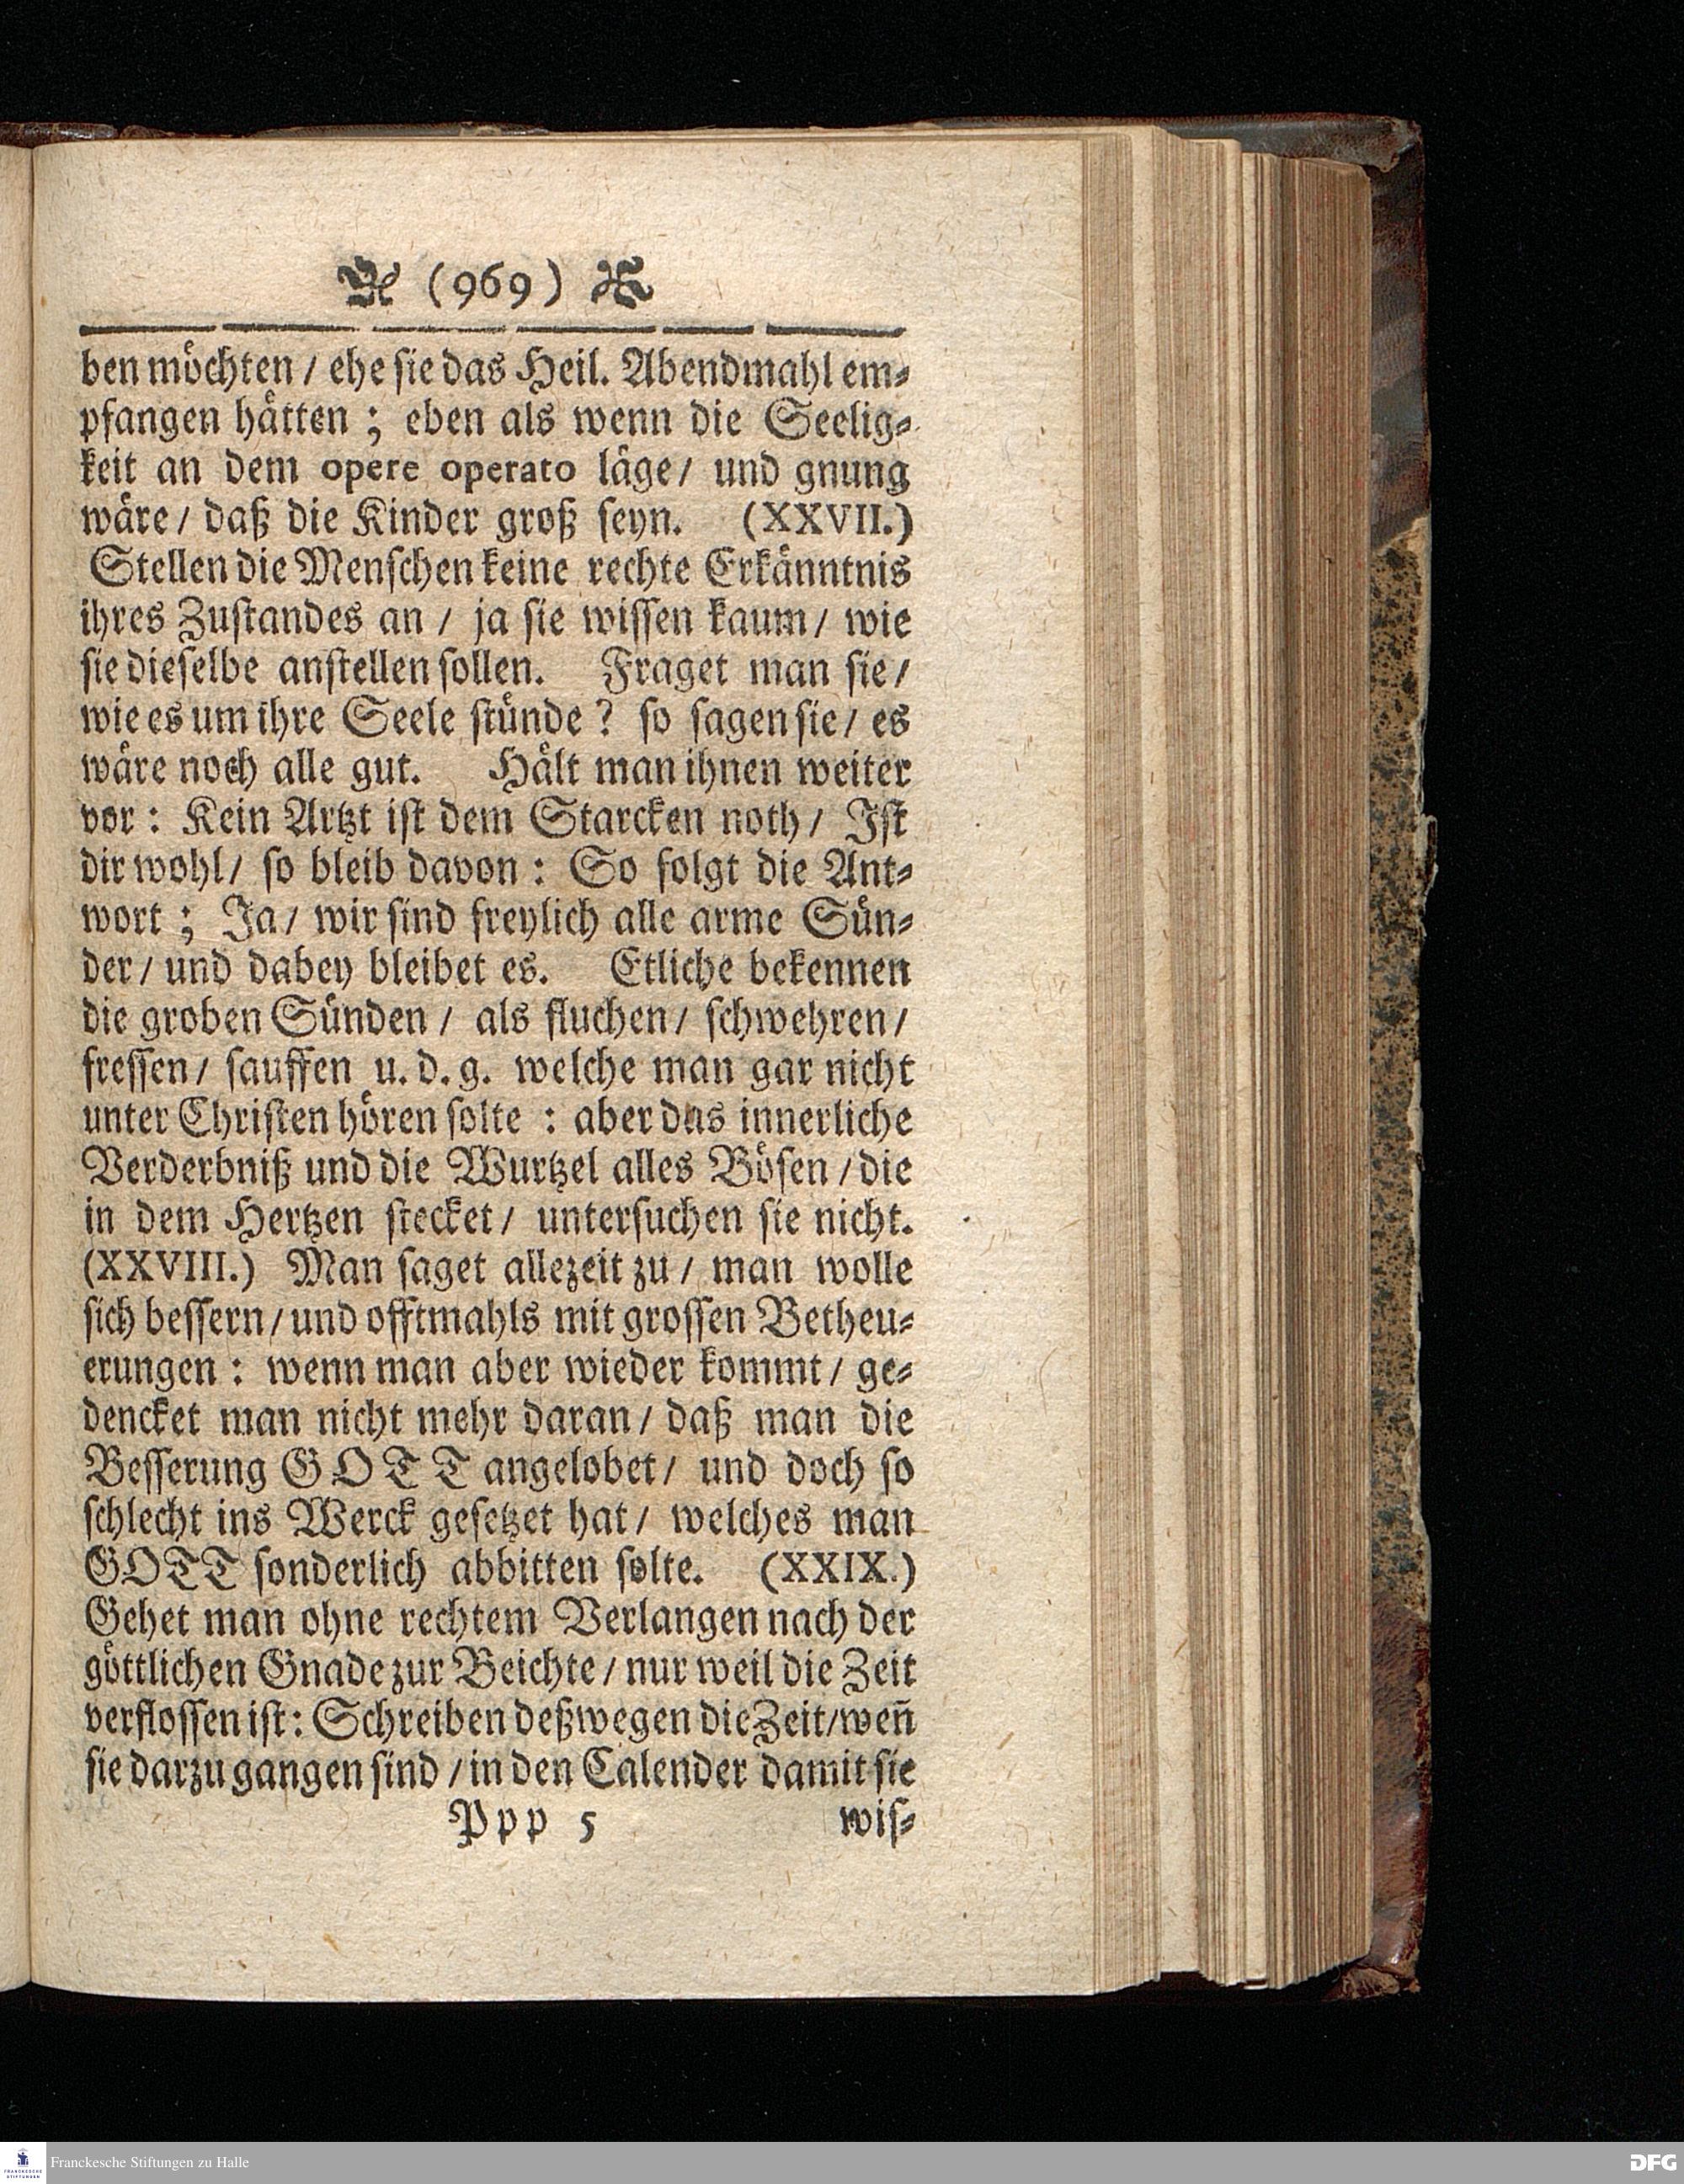 (969)
ben möchten / ehe sie das Heil. Abendmahl em⸗
pfangen hätten ; eben als wenn die Seelig⸗
keit an dem opere operato läge / und gnung
wäre / daß die Kinder groß seyn. (XXVII.)
Stellen die Menschen keine rechte Erkänntnis
ihres Zustandes an / ja sie wissen kaum / wie
sie dieselbe anstellen sollen. Fraget man sie /
wie es um ihre Seele stünde ? so sagen sie / es
wäre noch alle gut. Hält man ihnen weiter
vor : Kein Artzt ist dem Starcken noth / Ist
dir wohl / so bleib davon : So folgt die Ant⸗
wort ; Ja / wir sind freylich alle arme Sün⸗
der / und dabey bleibet es. Etliche bekennen
die groben Sünden / als fluchen / schwehren /
fressen / sauffen u. d. g. welche man gar nicht
unter Christen hören solte : aber das innerliche
Verderbniß und die Wurtzel alles Bösen / die
in dem Hertzen stecket / untersuchen sie nicht.
(XXVIII.) Man saget allezeit zu / man wolle
sich bessern / und offtmahls mit grossen Betheu⸗
erungen : wenn man aber wieder kommt / ge⸗
dencket man nicht mehr daran / daß man die
Besserung GOTT angelobet / und doch so
schlecht ins Werck gesetzet hat / welches man
GOTT sonderlich abbitten solte. (XXIX.)
Gehet man ohne rechtem Verlangen nach der
göttlichen Gnade zur Beichte / nur weil die Zeit
verflossen ist : Schreiben deßwegen die Zeit / weñ
sie darzu gangen sind / in den Calender damit sie
Ppp 5 wis⸗
FRANCKESCHE STIFTUNGEN
Franckesche Stiftungen zu Halle
DFG